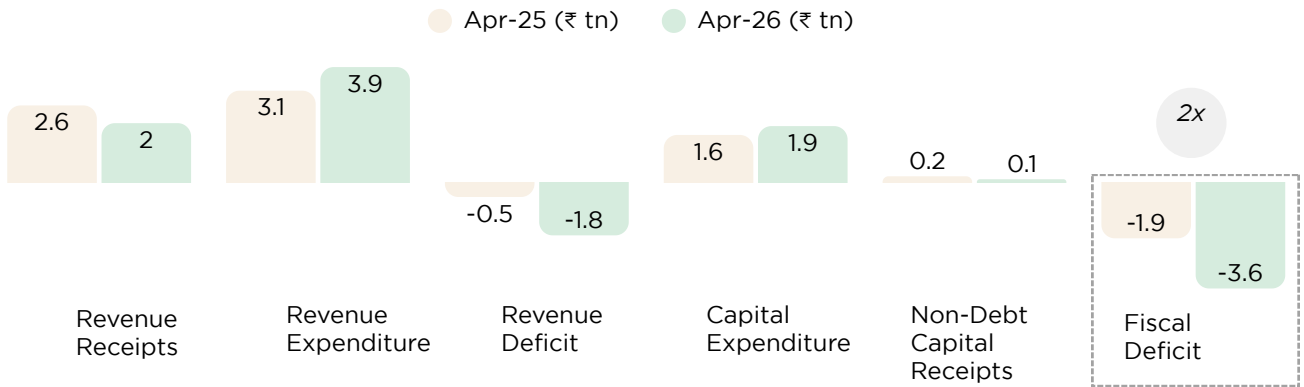 Apr-25 (₹ tn) Apr-26 (₹ tn)
2.6 2 3.1 3.9 -0.5 -1.8 1.6 1.9 0.2 0.1 2x -1.9 -3.6
Revenue
Receipts
Revenue
Expenditure
Revenue
Deficit
Capital
Expenditure
Non-Debt
Capital
Receipts
Fiscal
Deficit